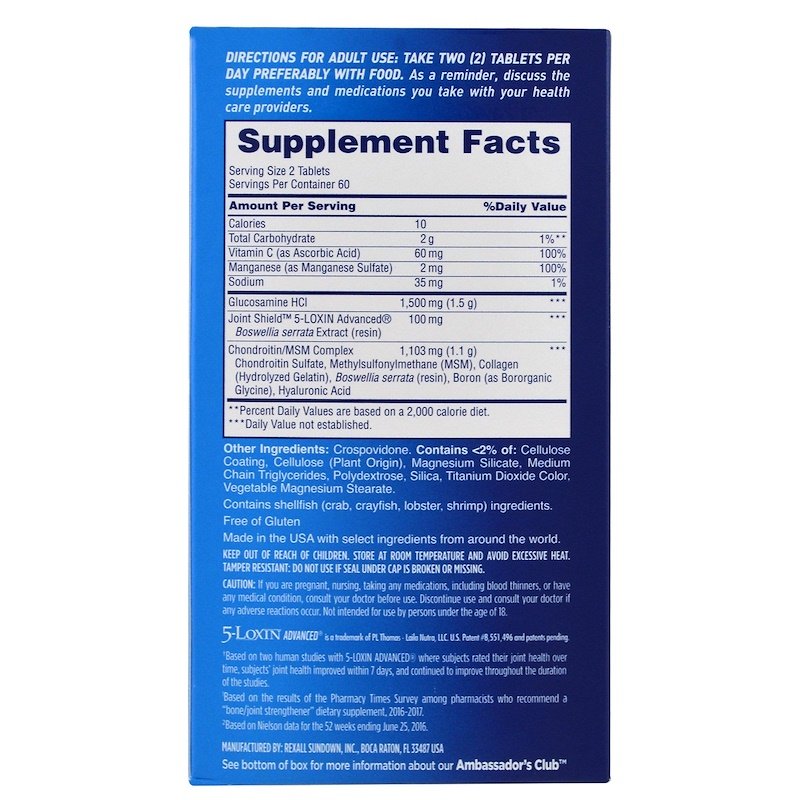 DIRECTIONS FOR ADULT USE: TAKE TWO (2) TABLETS PER
DAY PREFERABLY WITH FOOD. As a reminder, discuss the
supplements and medications you take with your health
care providers.
Supplement Facts
Serving Size 2 Tablets
Servings Per Container 60
Amount Per Serving %Daily Value
Calories 10
Total Carbohydrate 2 g 1%**
Vitamin C (as Ascorbic Acid) 60 mg 100%
Manganese (as Manganese Sulfate) 2 mg 100%
Sodium 35 mg 1%
Glucosamine HCl 1,500 mg (1.5 g) ***
Joint Shield™ 5-LOXIN Advanced® 100 mg ***
Boswellia serrata Extract (resin)
Chondroitin/MSM Complex 1,103 mg (1.1 g) ***
Chondroitin Sulfate, Methylsulfonylmethane (MSM), Collagen
(Hydrolyzed Gelatin), Boswellia serrata (resin), Boron (as Bororganic
Glycine), Hyaluronic Acid
**Percent Daily Values are based on a 2,000 calorie diet.
***Daily Value not established.
Other Ingredients: Crospovidone. Contains <2% of: Cellulose
Coating, Cellulose (Plant Origin), Magnesium Silicate, Medium
Chain Triglycerides, Polydextrose, Silica, Titanium Dioxide Color,
Vegetable Magnesium Stearate.
Contains shellfish (crab, crayfish, lobster, shrimp) ingredients.
Free of Gluten
Made in the USA with select ingredients from around the world.
KEEP OUT OF REACH OF CHILDREN. STORE AT ROOM TEMPERATURE AND AVOID EXCESSIVE HEAT.
TAMPER RESISTANT: DO NOT USE IF SEAL UNDER CAP IS BROKEN OR MISSING.
CAUTION: If you are pregnant, nursing, taking any medications, including blood thinners, or have
any medical condition, consult your doctor before use. Discontinue use and consult your doctor if
any adverse reactions occur. Not intended for use by persons under the age of 18.
5-LOXIN ADVANCED® is a trademark of PL Thomas - Laila Nutra, LLC. U.S. Patent #8,551,496 and patents pending.
†Based on two human studies with 5-LOXIN ADVANCED® where subjects rated their joint health over
time, subjects' joint health improved within 7 days, and continued to improve throughout the duration
of the studies.
¹Based on the results of the Pharmacy Times Survey among pharmacists who recommend a
"bone/joint strengthener" dietary supplement, 2016-2017.
²Based on Nielson data for the 52 weeks ending June 25, 2016.
MANUFACTURED BY: REXALL SUNDOWN, INC., BOCA RATON, FL 33487 USA
See bottom of box for more information about our Ambassador's Club™